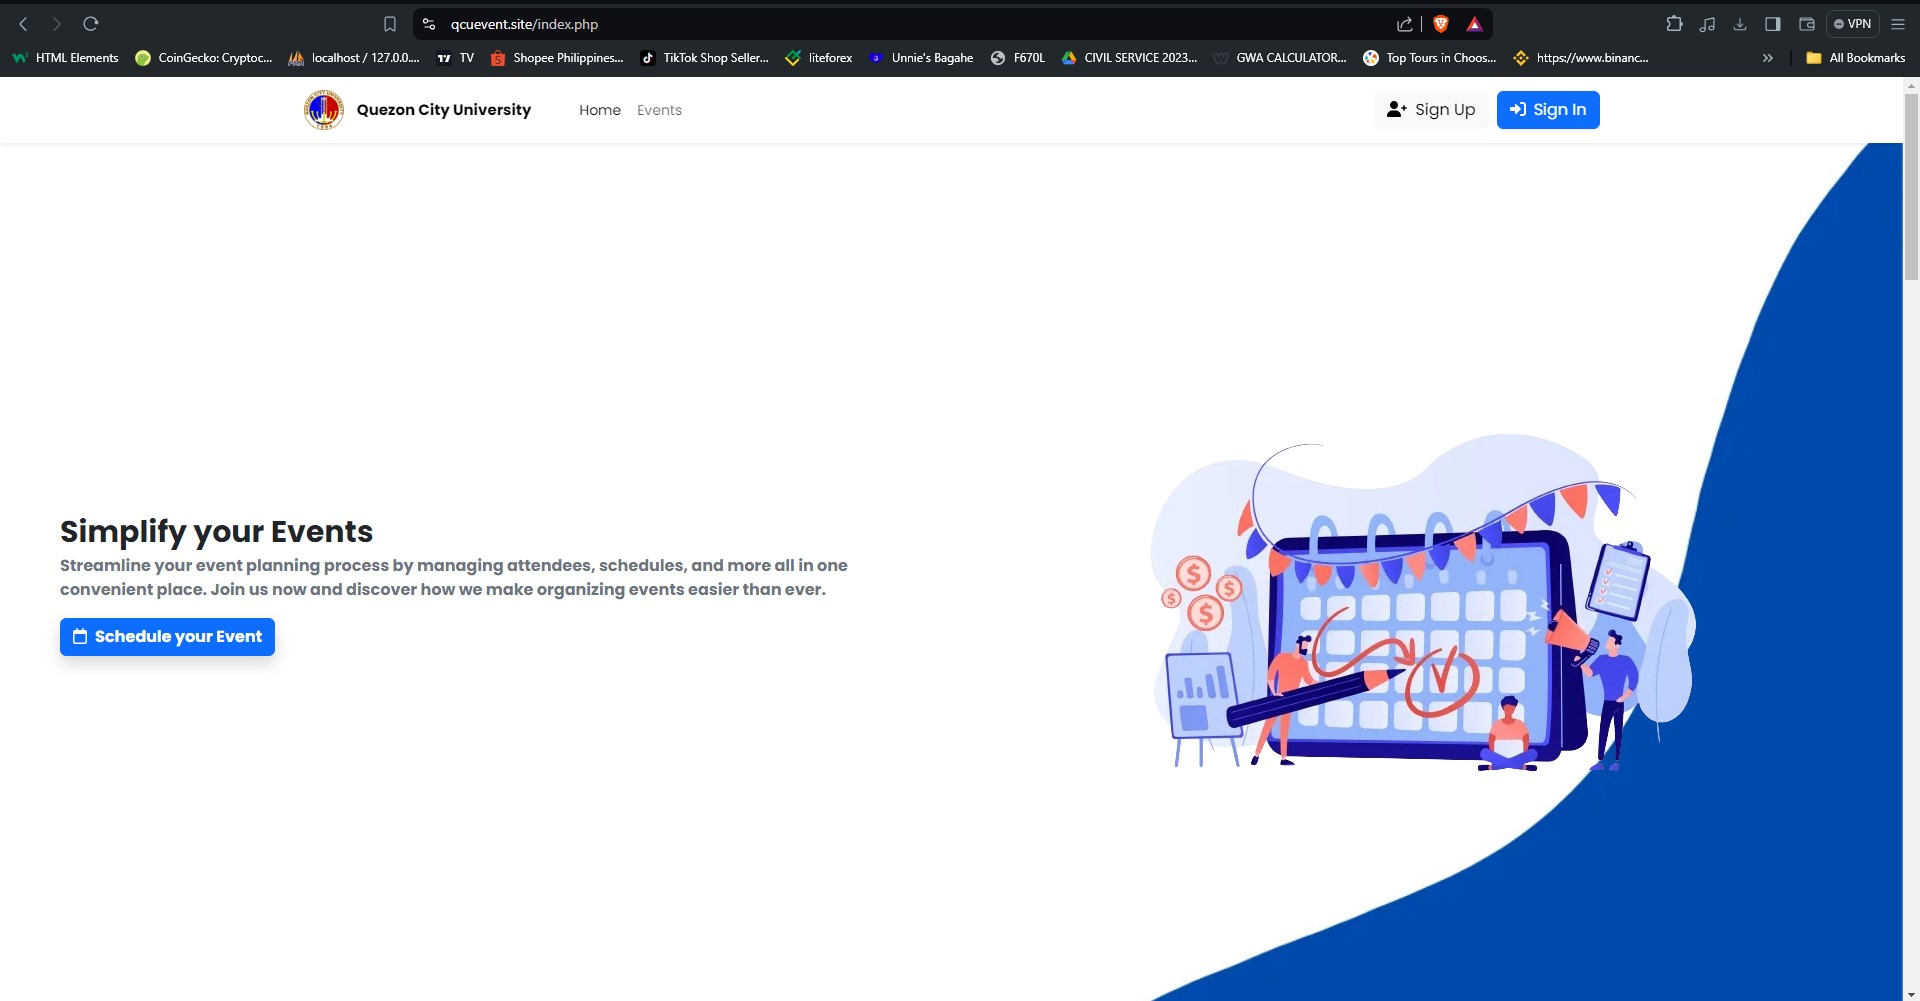 qcuevent.site/index.php
VPN
HTML Elements
CoinGecko: Cryptoc...
localhost / 127.0.0....
TV
Shopee Philippines...
TikTok Shop Seller...
liteforex
Unnie's Bagahe
F670L
CIVIL SERVICE 2023...
GWA CALCULATOR...
Top Tours in Choos...
https://www.binanc...
All Bookmarks
Quezon City University
Home
Events
Sign Up
Sign In
Simplify your Events
Streamline your event planning process by managing attendees, schedules, and more all in one
convenient place. Join us now and discover how we make organizing events easier than ever.
Schedule your Event